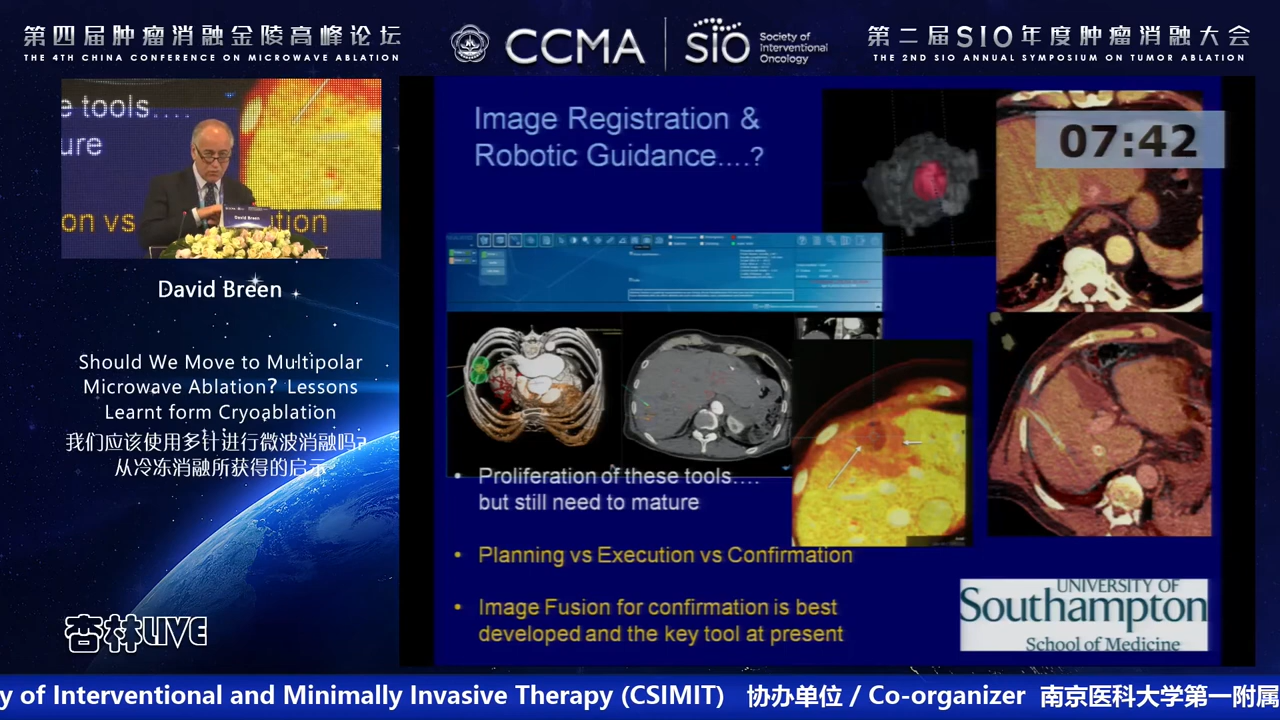 第四届肿瘤消融金陵高峰论坛
THE 4TH CHINA CONFERENCE ON MICROWAVE ABLATION
CCMA
SIO
Society of
Interventional
Oncology
第二届SIO年度肿瘤消融大会
THE 2ND SIO ANNUAL SYMPOSIUM ON TUMOR ABLATION
e tools....
ure
on vs
tion
David Breen
David Breen
Should We Move to Multipolar
Microwave Ablation? Lessons
Learnt form Cryoablation
我们应该使用多针进行微波消融吗?
从冷冻消融所获得的启示
杏林LIVE
Image Registration &
Robotic Guidance....?
07:42
• Proliferation of these tools....
but still need to mature
• Planning vs Execution vs Confirmation
• Image Fusion for confirmation is best
developed and the key tool at present
UNIVERSITY OF
Southampton
School of Medicine
y of Interventional and Minimally Invasive Therapy (CSIMIT) 协办单位 / Co-organizer 南京医科大学第一附属